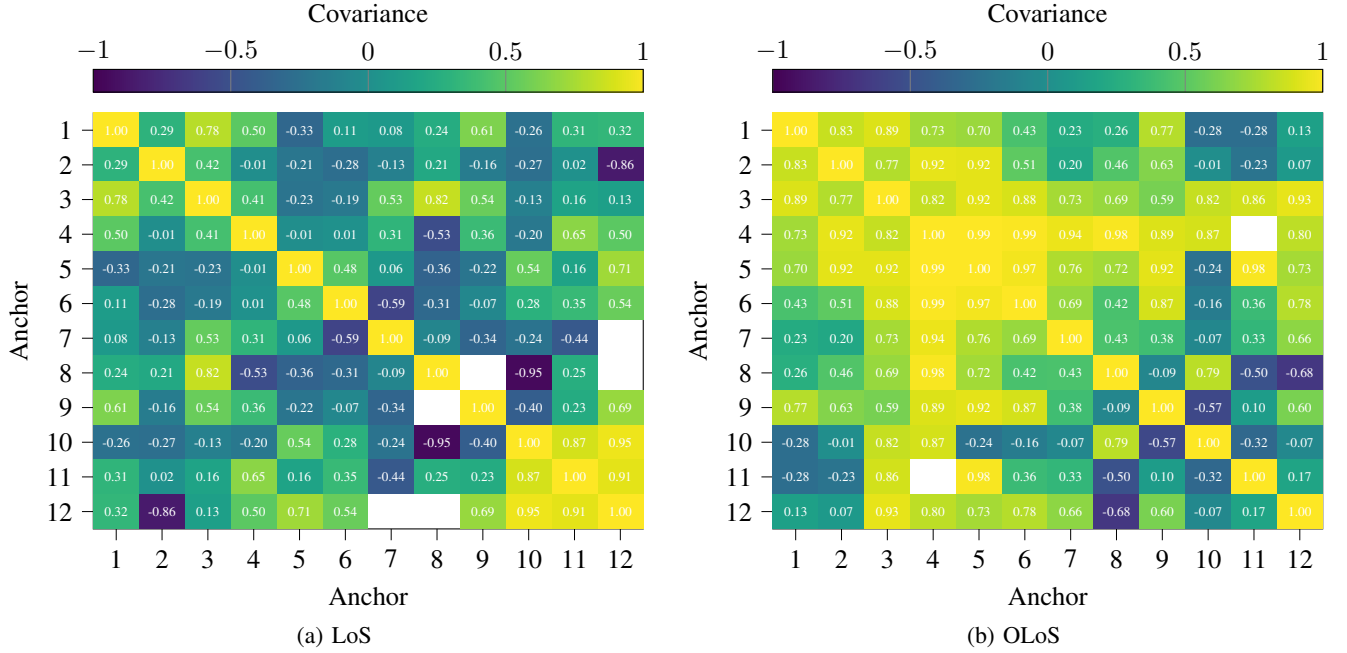 Covariance
−1 −0.5 0 0.5 1
1 1.00 0.29 0.78 0.50 -0.33 0.11 0.08 0.24 0.61 -0.26 0.31 0.32
2 0.29 1.00 0.42 -0.01 -0.21 -0.28 -0.13 0.21 -0.16 -0.27 0.02 -0.86
3 0.78 0.42 1.00 0.41 -0.23 -0.19 0.53 0.82 0.54 -0.13 0.16 0.13
4 0.50 -0.01 0.41 1.00 -0.01 0.01 0.31 -0.53 0.36 -0.20 0.65 0.50
5 -0.33 -0.21 -0.23 -0.01 1.00 0.48 0.06 -0.36 -0.22 0.54 0.16 0.71
6 0.11 -0.28 -0.19 0.01 0.48 1.00 -0.59 -0.31 -0.07 0.28 0.35 0.54
7 0.08 -0.13 0.53 0.31 0.06 -0.59 1.00 -0.09 -0.34 -0.24 -0.44
8 0.24 0.21 0.82 -0.53 -0.36 -0.31 -0.09 1.00 -0.95 0.25
9 0.61 -0.16 0.54 0.36 -0.22 -0.07 -0.34 1.00 -0.40 0.23 0.69
10 -0.26 -0.27 -0.13 -0.20 0.54 0.28 -0.24 -0.95 -0.40 1.00 0.87 0.95
11 0.31 0.02 0.16 0.65 0.16 0.35 -0.44 0.25 0.23 0.87 1.00 0.91
12 0.32 -0.86 0.13 0.50 0.71 0.54 0.69 0.95 0.91 1.00
1 2 3 4 5 6 7 8 9 10 11 12
Anchor
Anchor
(a) LoS
Covariance
−1 −0.5 0 0.5 1
1 1.00 0.83 0.89 0.73 0.70 0.43 0.23 0.26 0.77 -0.28 -0.28 0.13
2 0.83 1.00 0.77 0.92 0.92 0.51 0.20 0.46 0.63 -0.01 -0.23 0.07
3 0.89 0.77 1.00 0.82 0.92 0.88 0.73 0.69 0.59 0.82 0.86 0.93
4 0.73 0.92 0.82 1.00 0.99 0.99 0.94 0.98 0.89 0.87 0.80
5 0.70 0.92 0.92 0.99 1.00 0.97 0.76 0.72 0.92 -0.24 0.98 0.73
6 0.43 0.51 0.88 0.99 0.97 1.00 0.69 0.42 0.87 -0.16 0.36 0.78
7 0.23 0.20 0.73 0.94 0.76 0.69 1.00 0.43 0.38 -0.07 0.33 0.66
8 0.26 0.46 0.69 0.98 0.72 0.42 0.43 1.00 -0.09 0.79 -0.50 -0.68
9 0.77 0.63 0.59 0.89 0.92 0.87 0.38 -0.09 1.00 -0.57 0.10 0.60
10 -0.28 -0.01 0.82 0.87 -0.24 -0.16 -0.07 0.79 -0.57 1.00 -0.32 -0.07
11 -0.28 -0.23 0.86 0.98 0.36 0.33 -0.50 0.10 -0.32 1.00 0.17
12 0.13 0.07 0.93 0.80 0.73 0.78 0.66 -0.68 0.60 -0.07 0.17 1.00
1 2 3 4 5 6 7 8 9 10 11 12
Anchor
Anchor
(b) OLoS